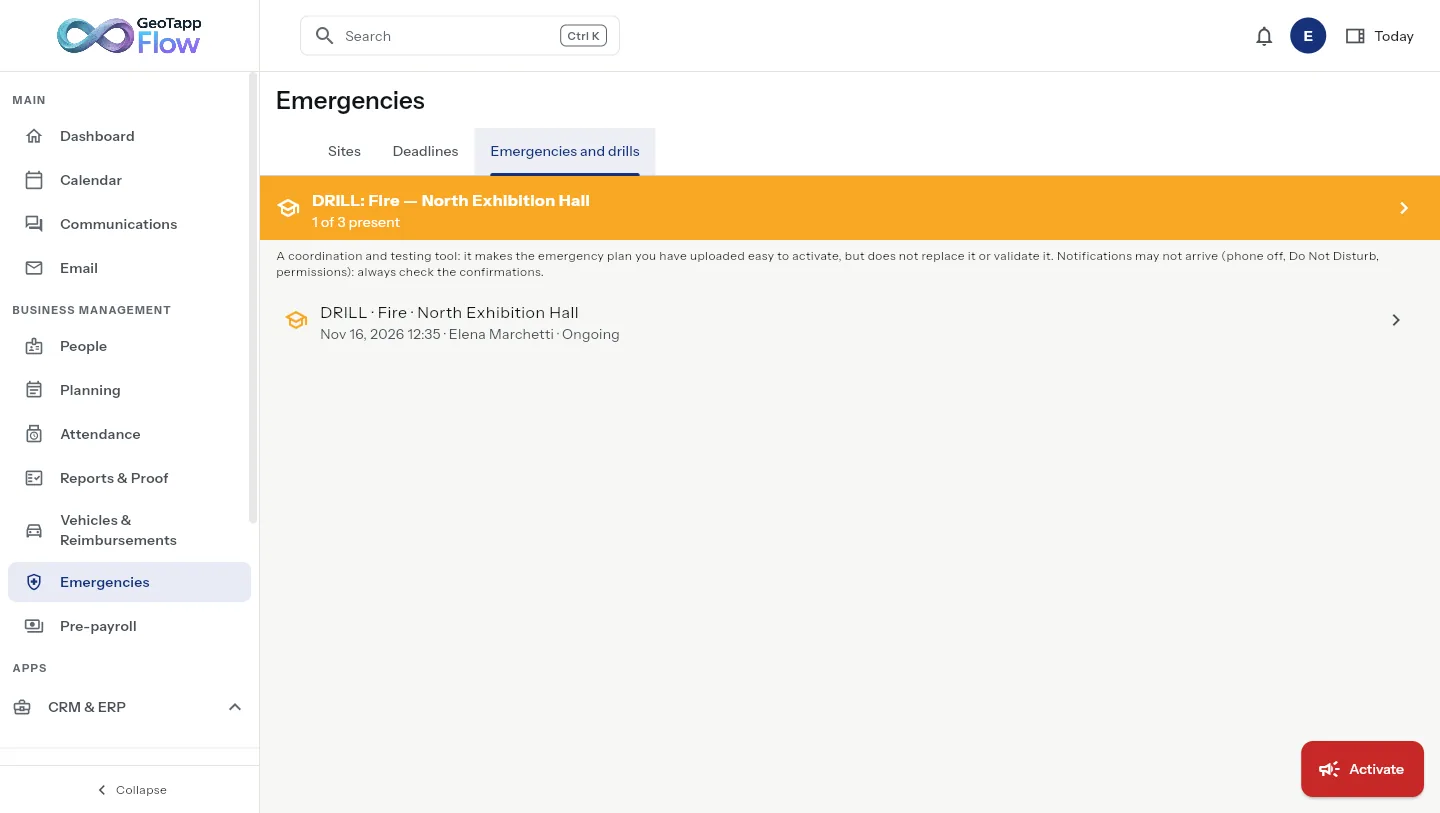 GeoTapp
Flow
Search
Ctrl K
E
Today
MAIN
Dashboard
Calendar
Communications
Email
BUSINESS MANAGEMENT
People
Planning
Attendance
Reports & Proof
Vehicles &
Reimbursements
Emergencies
Pre-payroll
APPS
CRM & ERP
Collapse
Emergencies
Sites
Deadlines
Emergencies and drills
DRILL: Fire — North Exhibition Hall
1 of 3 present
A coordination and testing tool: it makes the emergency plan you have uploaded easy to activate, but does not replace it or validate it. Notifications may not arrive (phone off, Do Not Disturb,
permissions): always check the confirmations.
DRILL · Fire · North Exhibition Hall
Nov 16, 2026 12:35 · Elena Marchetti · Ongoing
Activate